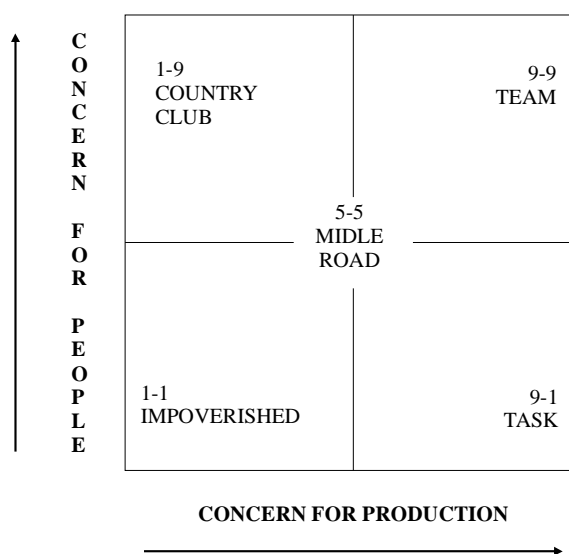 CONCERN FOR PEOPLE
1-9
COUNTRY
CLUB
9-9
TEAM
5-5
MIDLE
ROAD
1-1
IMPOVERISHED
9-1
TASK
CONCERN FOR PRODUCTION